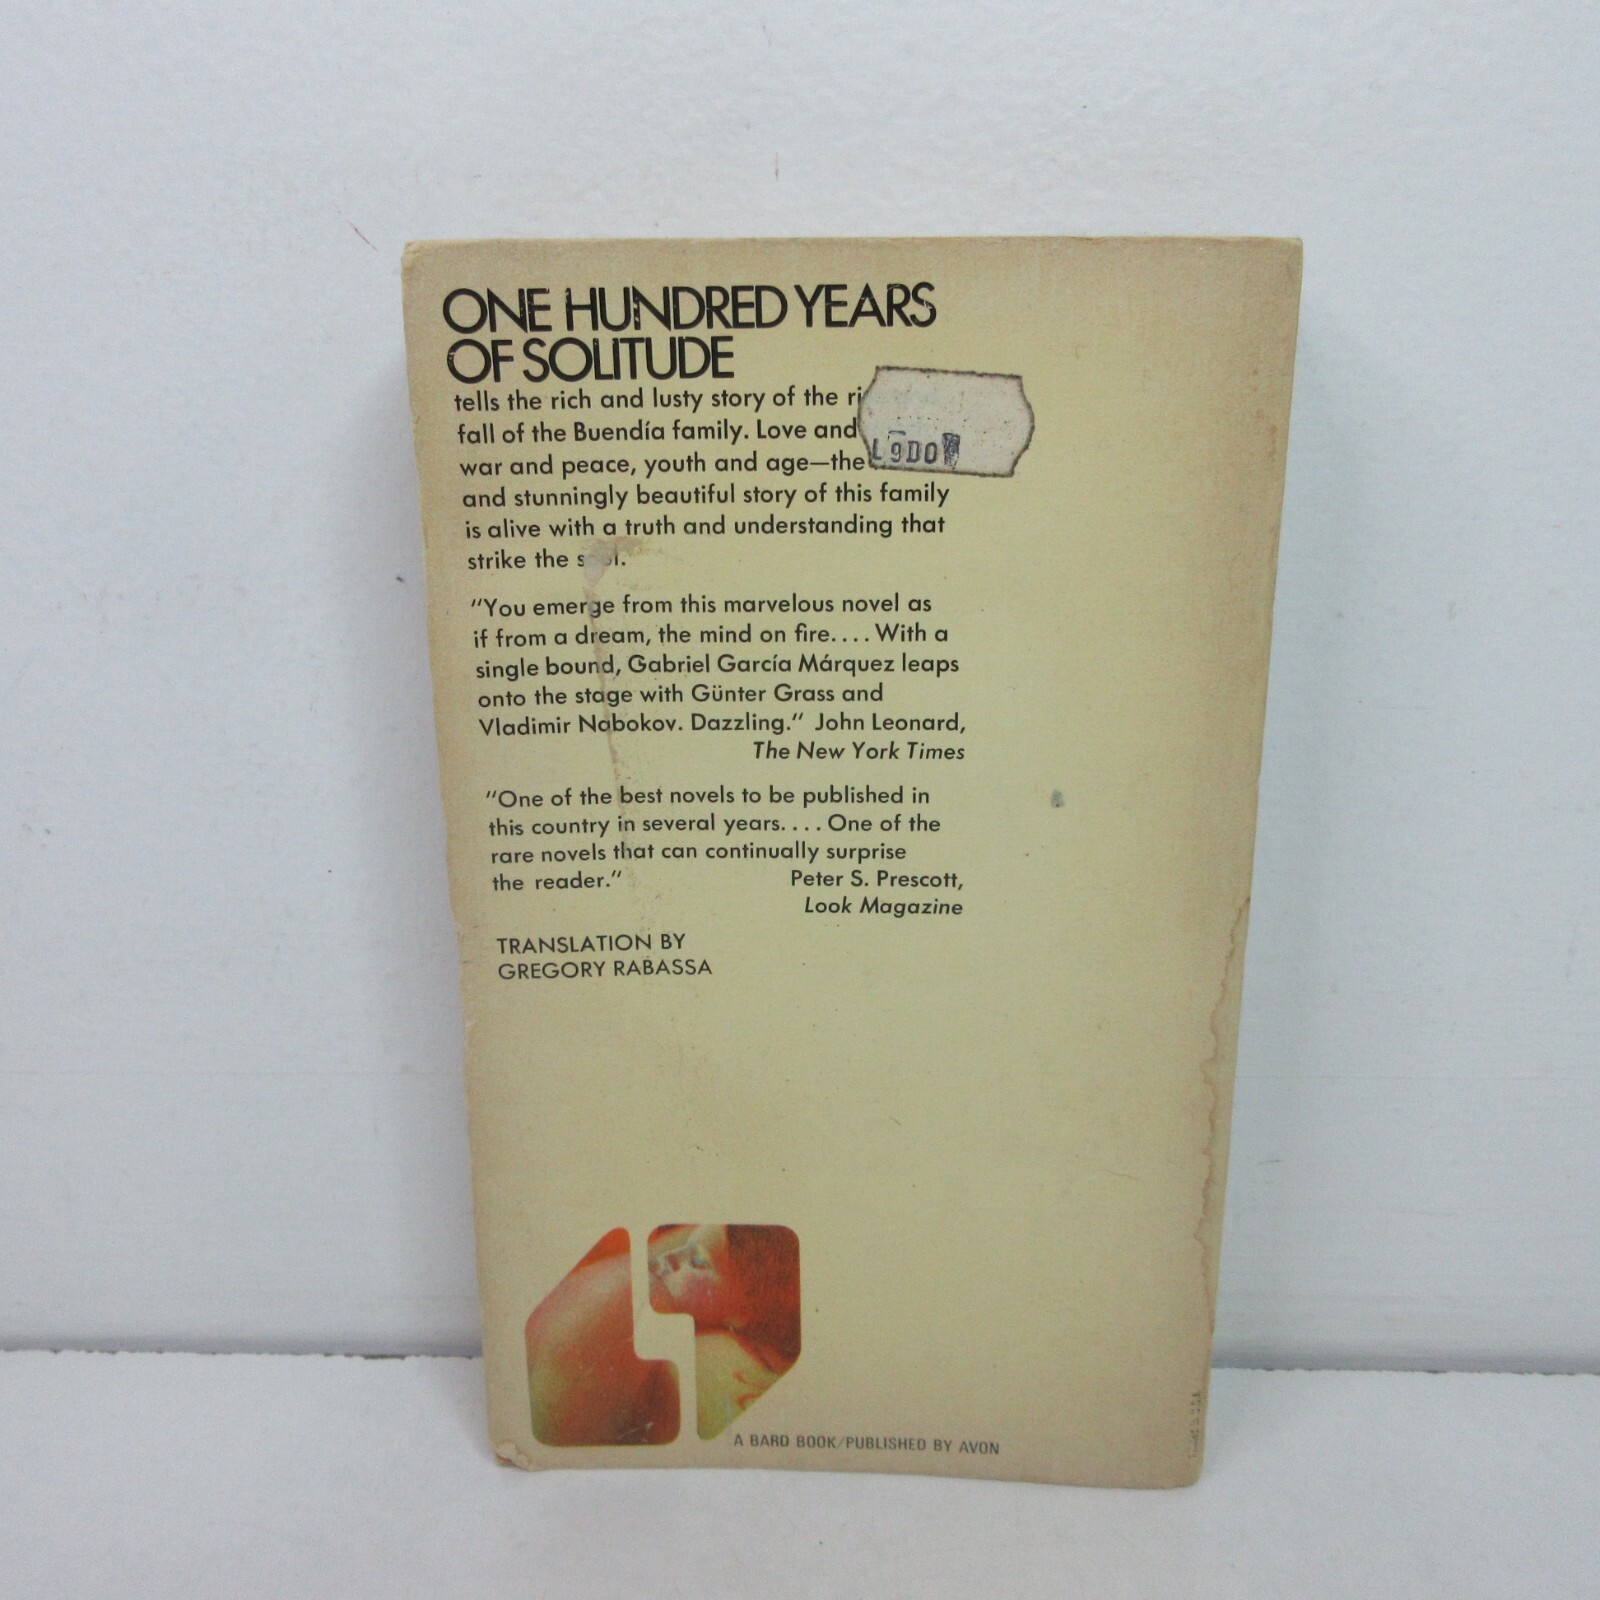 ONE HUNDRED YEARS
OF SOLITUDE
tells the rich and lusty story of the
fall of the Buendía family. Love and
war and peace, youth and age—the
and stunningly beautiful story of this family
is alive with a truth and understanding that
strike the
"You emerge from this marvelous novel as
if from a dream, the mind on fire.... With a
single bound, Gabriel García Márquez leaps
onto the stage with Günter Grass and
Vladimir Nabokov. Dazzling." John Leonard,
The New York Times
"One of the best novels to be published in
this country in several years.... One of the
rare novels that can continually surprise
the reader." Peter S. Prescott,
Look Magazine
TRANSLATION BY
GREGORY RABASSA
A BARD BOOK/PUBLISHED BY AVON